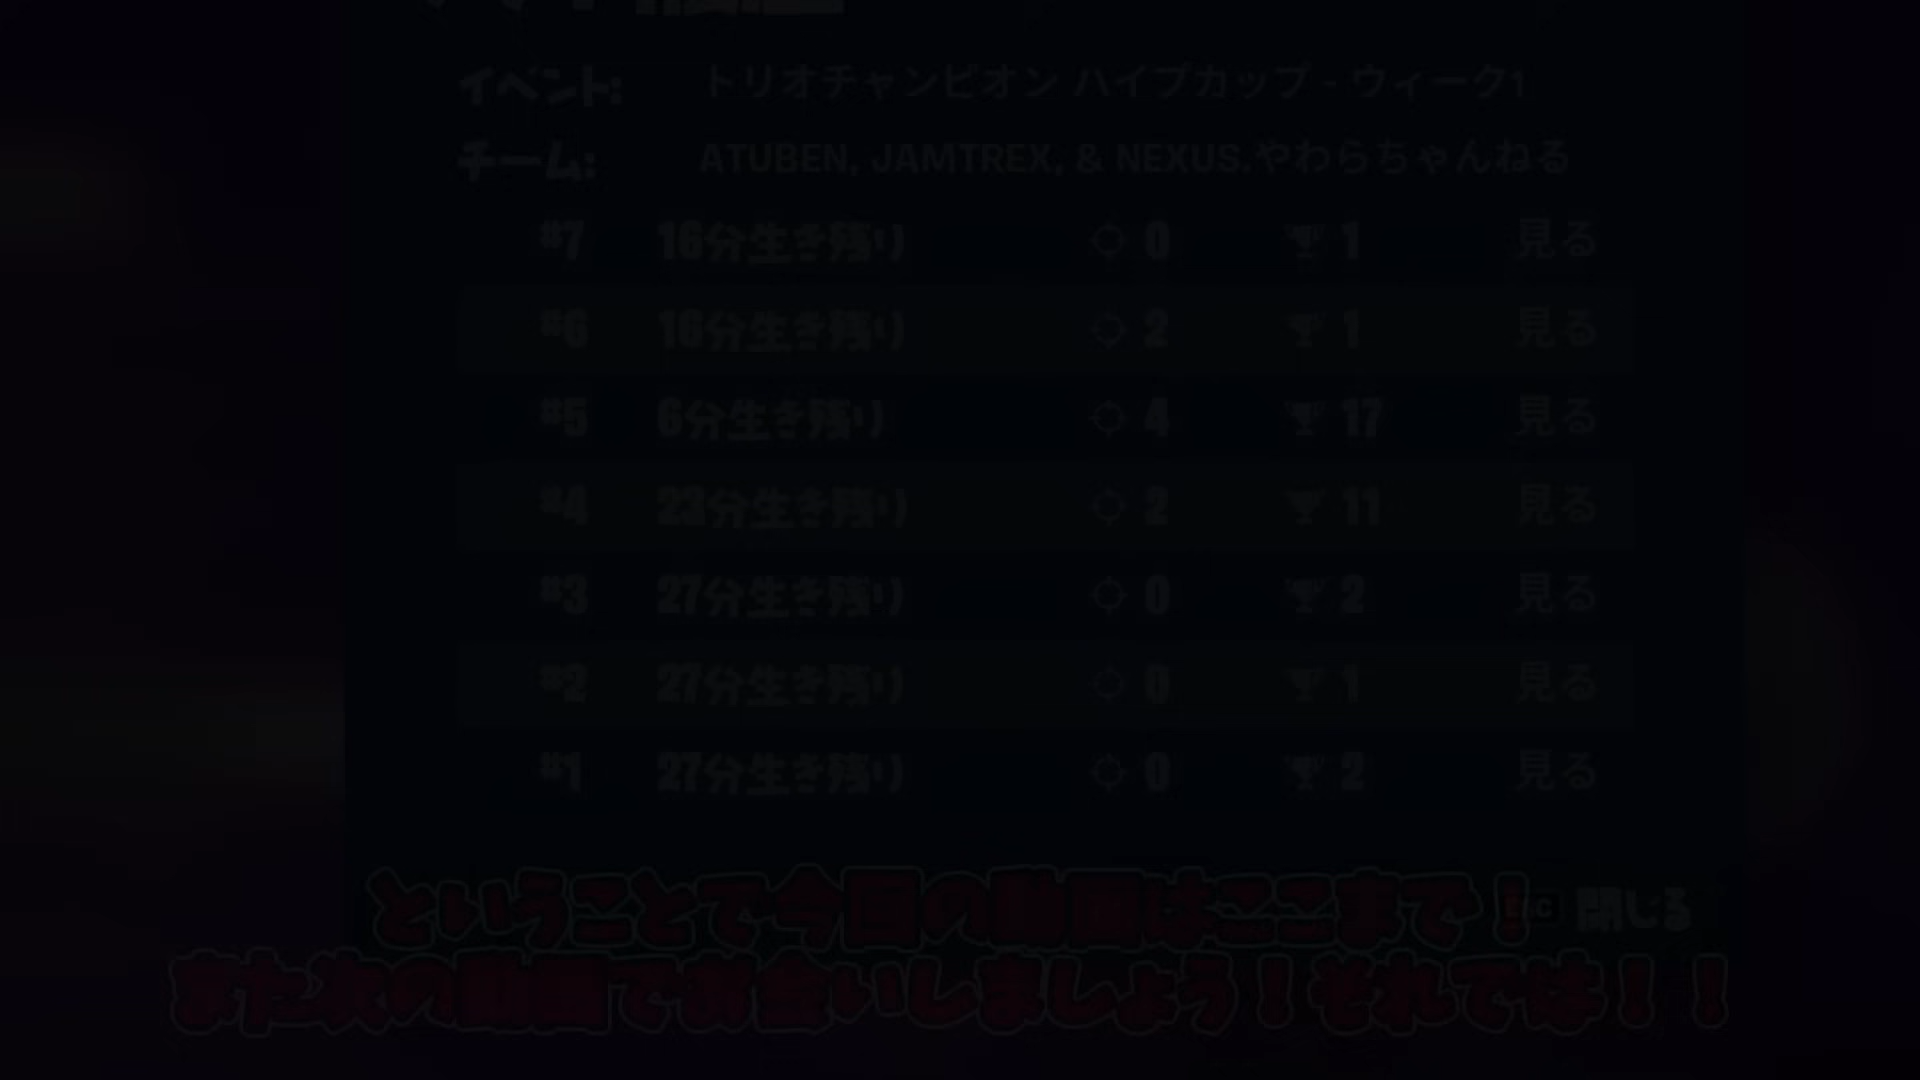 イベント: トリオチャンピオン ハイプカップ - ウィーク1
チーム: ATUBEN, JAMTREX, & NEXUS.やわらちゃんねる
#7 16分生き残り 0 1 見る
#6 16分生き残り 2 1 見る
#5 6分生き残り 4 17 見る
#4 23分生き残り 2 11 見る
#3 27分生き残り 0 2 見る
#2 27分生き残り 0 1 見る
#1 27分生き残り 0 2 見る
ということで今回の動画はここまで！
閉じる
また次の動画でお会いしましょう！それでは！！